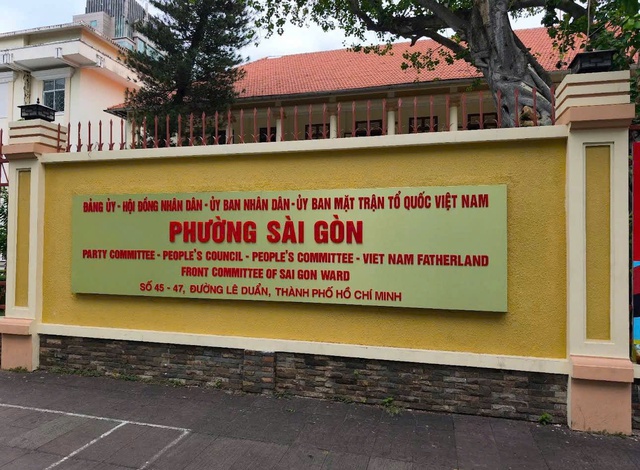 ĐẢNG ỦY - HỘI ĐỒNG NHÂN DÂN - ỦY BAN NHÂN DÂN - ỦY BAN MẶT TRẬN TỔ QUỐC VIỆT NAM
PHƯỜNG SÀI GÒN
PARTY COMMITTEE - PEOPLE'S COUNCIL - PEOPLE'S COMMITTEE - VIET NAM FATHERLAND
FRONT COMMITTEE OF SAI GON WARD
SỐ 45 - 47, ĐƯỜNG LÊ DUẨN, THÀNH PHỐ HỒ CHÍ MINH